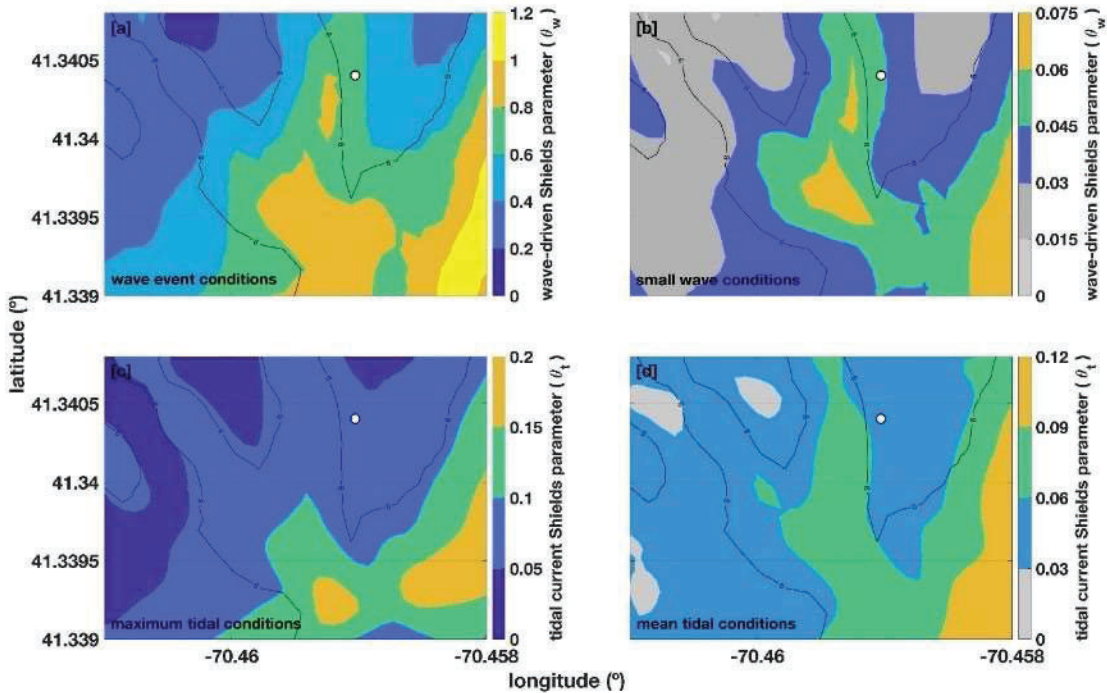 [a]
41.3405
41.34
41.3395
41.339
wave event conditions
1.2
1
0.8
0.6
0.4
0.2
0
wave-driven Shields parameter ( θw )
[b]
small wave conditions
0.075
0.06
0.045
0.03
0.015
0
wave-driven Shields parameter ( θw )
latitude (º)
[c]
41.3405
41.34
41.3395
41.339
maximum tidal conditions
-70.46
-70.458
0.2
0.15
0.1
0.05
0
tidal current Shields parameter ( θt )
[d]
mean tidal conditions
-70.46
-70.458
0.12
0.09
0.06
0.03
0
tidal current Shields parameter ( θt )
longitude (º)